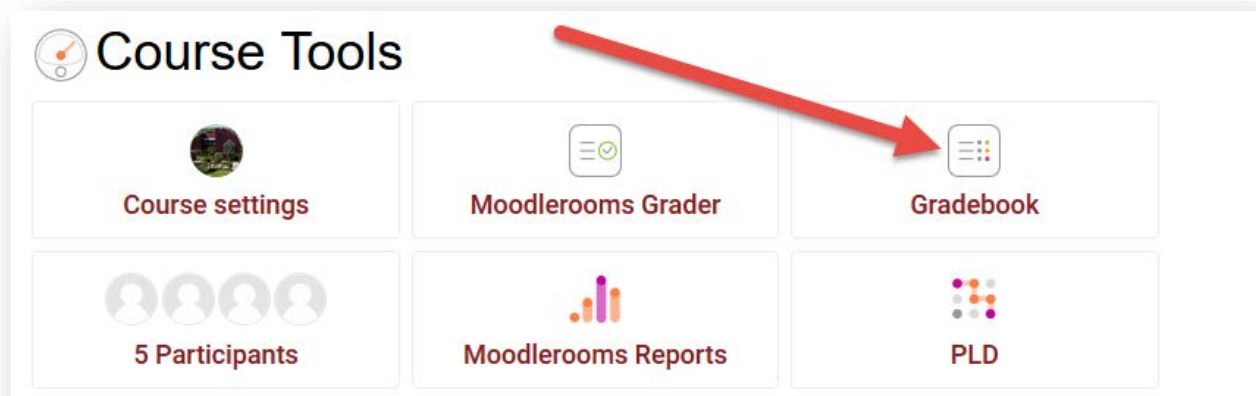 Course Tools
Course settings
Moodlerooms Grader
Gradebook
5 Participants
Moodlerooms Reports
PLD